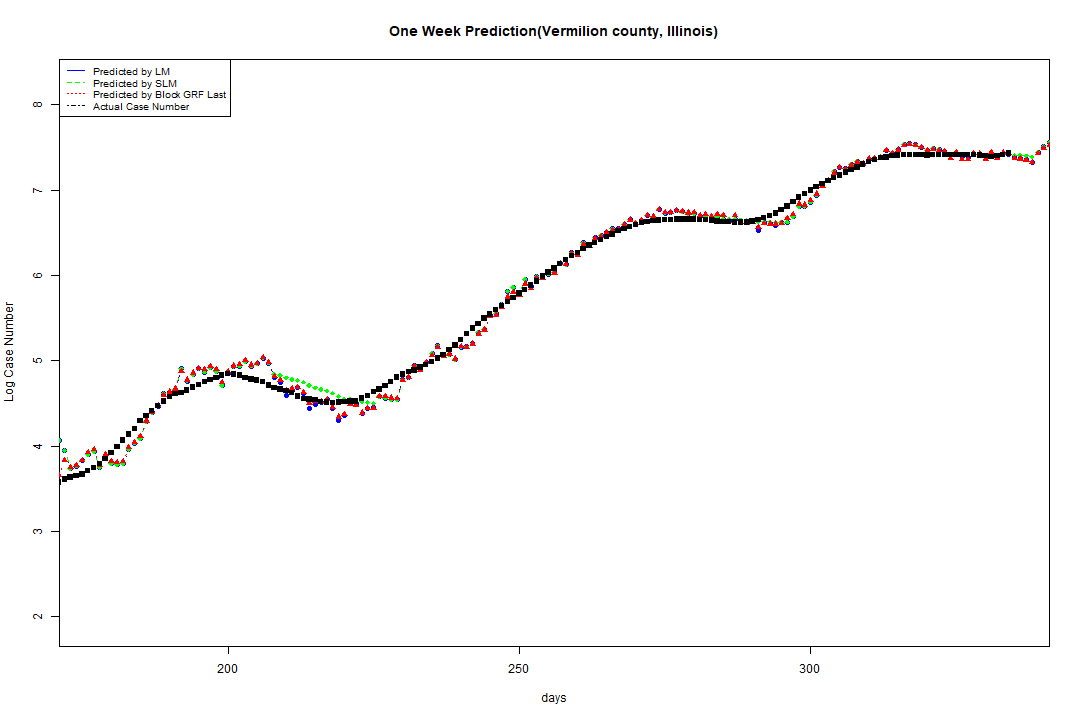 One Week Prediction(Vermilion county, Illinois)
Predicted by LM
Predicted by SLM
Predicted by Block GRF Last
Actual Case Number
8
7
6
5
4
3
2
Log Case Number
200
250
300
days